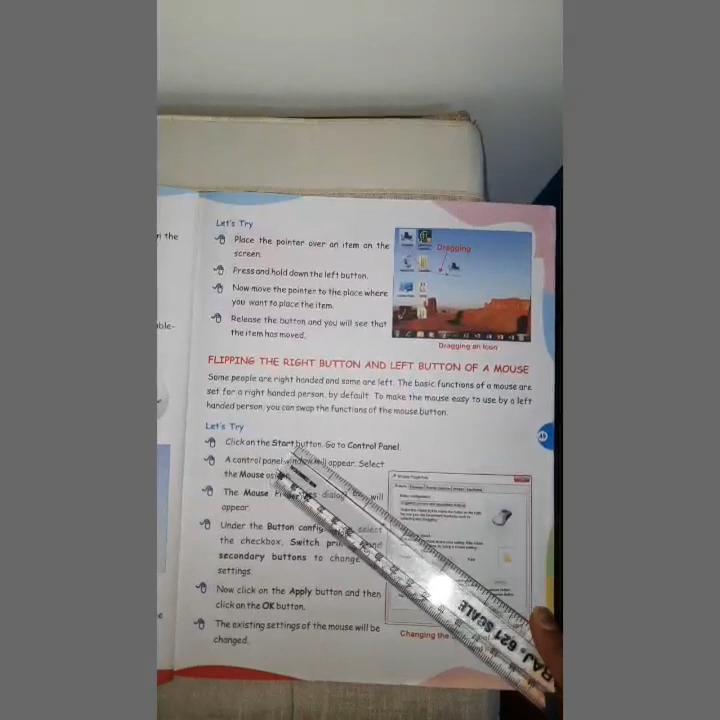 n the
able-
e
Let's Try
Place the pointer over an item on the
screen.
Press and hold down the left button.
Now move the pointer to the place where
you want to place the item.
Release the button and you will see that
the item has moved.
Dragging
Dragging an Icon
FLIPPING THE RIGHT BUTTON AND LEFT BUTTON OF A MOUSE
Some people are right handed and some are left. The basic functions of a mouse are
set for a right handed person, by default. To make the mouse easy to use by a left
handed person, you can swap the functions of the mouse button.
Let's Try
Click on the Start button. Go to Control Panel.
A control panel window will appear. Select
the Mouse
The Mouse dialog will
appear.
Under the Button select
the checkbox, Switch and
secondary buttons to change
settings.
Now click on the Apply button and then
click on the OK button.
The existing settings of the mouse will be
changed.
Changing the
RAJ. 621 SCALE
49